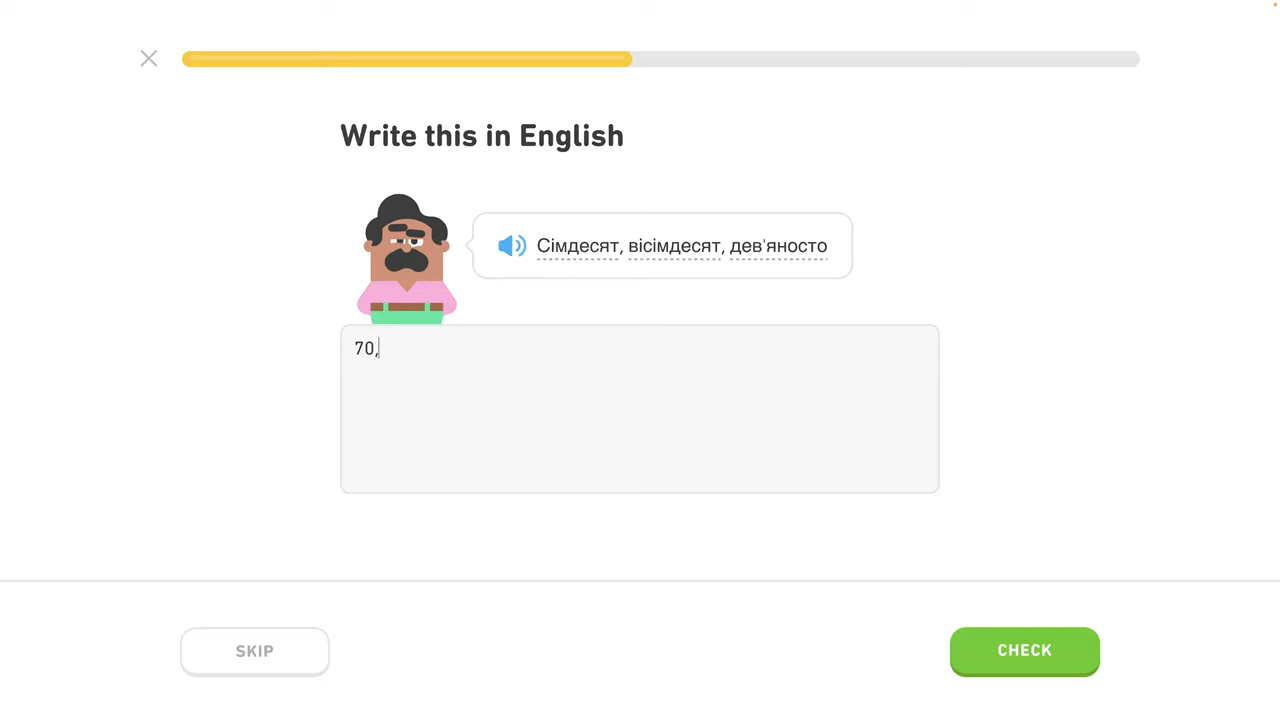 Write this in English
Сімдесят, вісімдесят, дев'яносто
70,
SKIP
CHECK